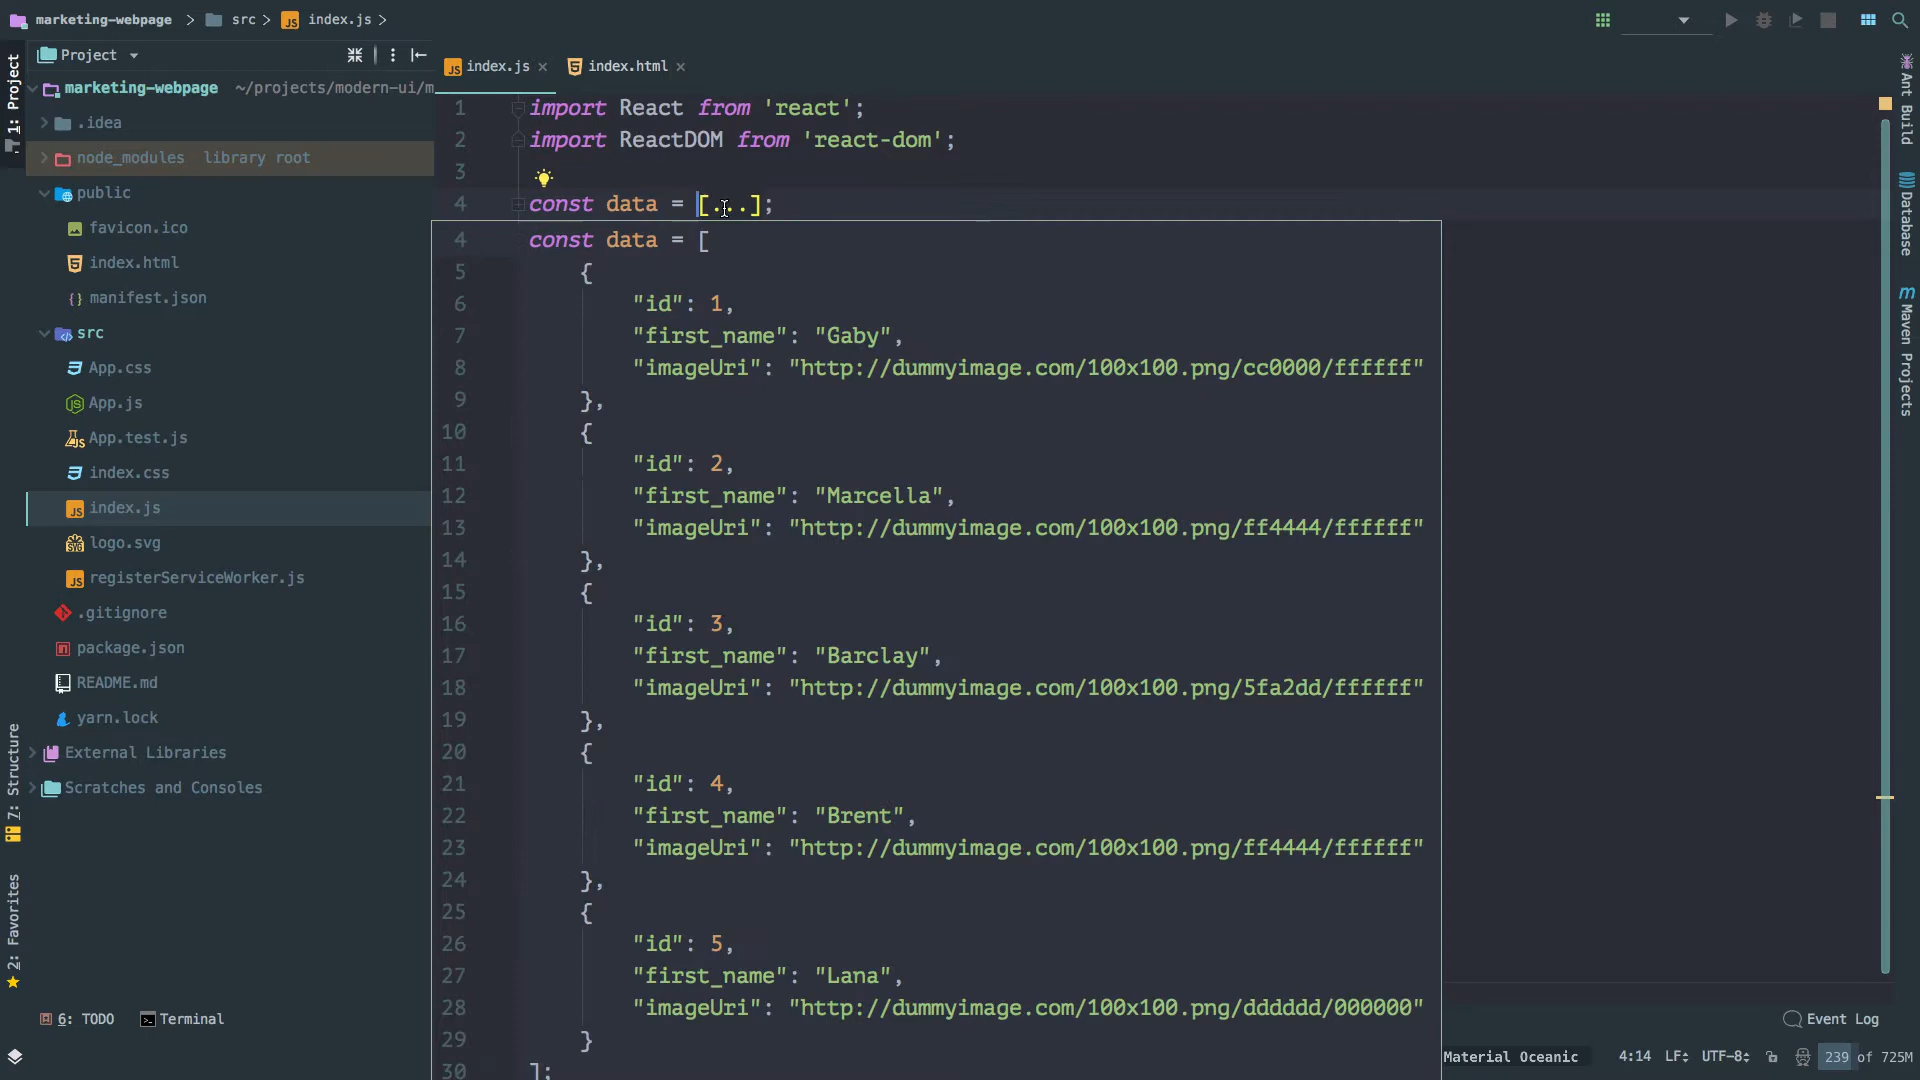 marketing-webpage > src > index.js >
Project
index.js
index.html
marketing-webpage ~/projects/modern-ui/m
.idea
node_modules library root
public
favicon.ico
index.html
manifest.json
src
App.css
App.js
App.test.js
index.css
index.js
logo.svg
registerServiceWorker.js
.gitignore
package.json
README.md
yarn.lock
External Libraries
Scratches and Consoles
1: Project
7: Structure
2: Favorites
1 import React from 'react';
2 import ReactDOM from 'react-dom';
3
4 const data = [...];
4 const data = [
5 {
6 "id": 1,
7 "first_name": "Gaby",
8 "imageUri": "http://dummyimage.com/100x100.png/cc0000/ffffff"
9 },
10 {
11 "id": 2,
12 "first_name": "Marcella",
13 "imageUri": "http://dummyimage.com/100x100.png/ff4444/ffffff"
14 },
15 {
16 "id": 3,
17 "first_name": "Barclay",
18 "imageUri": "http://dummyimage.com/100x100.png/5fa2dd/ffffff"
19 },
20 {
21 "id": 4,
22 "first_name": "Brent",
23 "imageUri": "http://dummyimage.com/100x100.png/ff4444/ffffff"
24 },
25 {
26 "id": 5,
27 "first_name": "Lana",
28 "imageUri": "http://dummyimage.com/100x100.png/dddddd/000000"
29 }
30 ];
Ant Build
Database
Maven Projects
6: TODO
Terminal
Event Log
Material Oceanic 4:14 LF UTF-8 239 of 725M